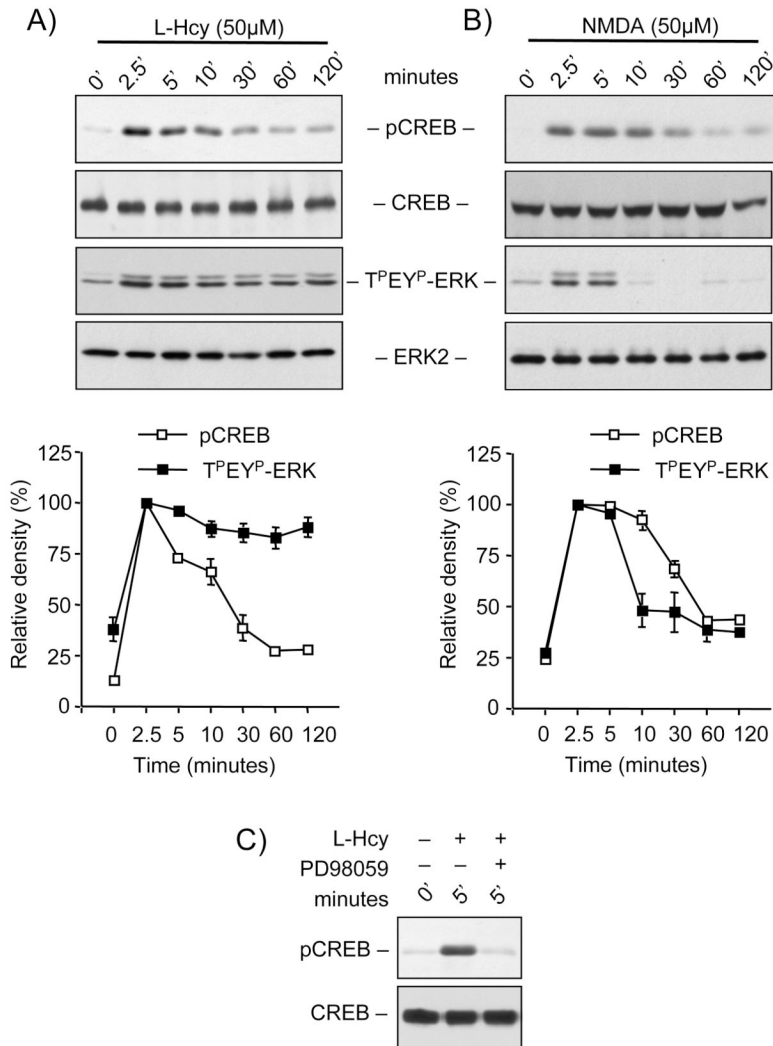 A)
L-Hcy (50µM)
0' 2.5' 5' 10' 30' 60' 120'
minutes
B)
NMDA (50µM)
0' 2.5' 5' 10' 30' 60' 120'
– pCREB –
– CREB –
– TᴾEYᴾ-ERK –
– ERK2 –
pCREB
TᴾEYᴾ-ERK
Relative density (%)
125
100
75
50
25
0
0 2.5 5 10 30 60 120
Time (minutes)
pCREB
TᴾEYᴾ-ERK
Relative density (%)
125
100
75
50
25
0
0 2.5 5 10 30 60 120
Time (minutes)
C)
L-Hcy – + +
PD98059 – – +
minutes 0' 5' 5'
pCREB –
CREB –